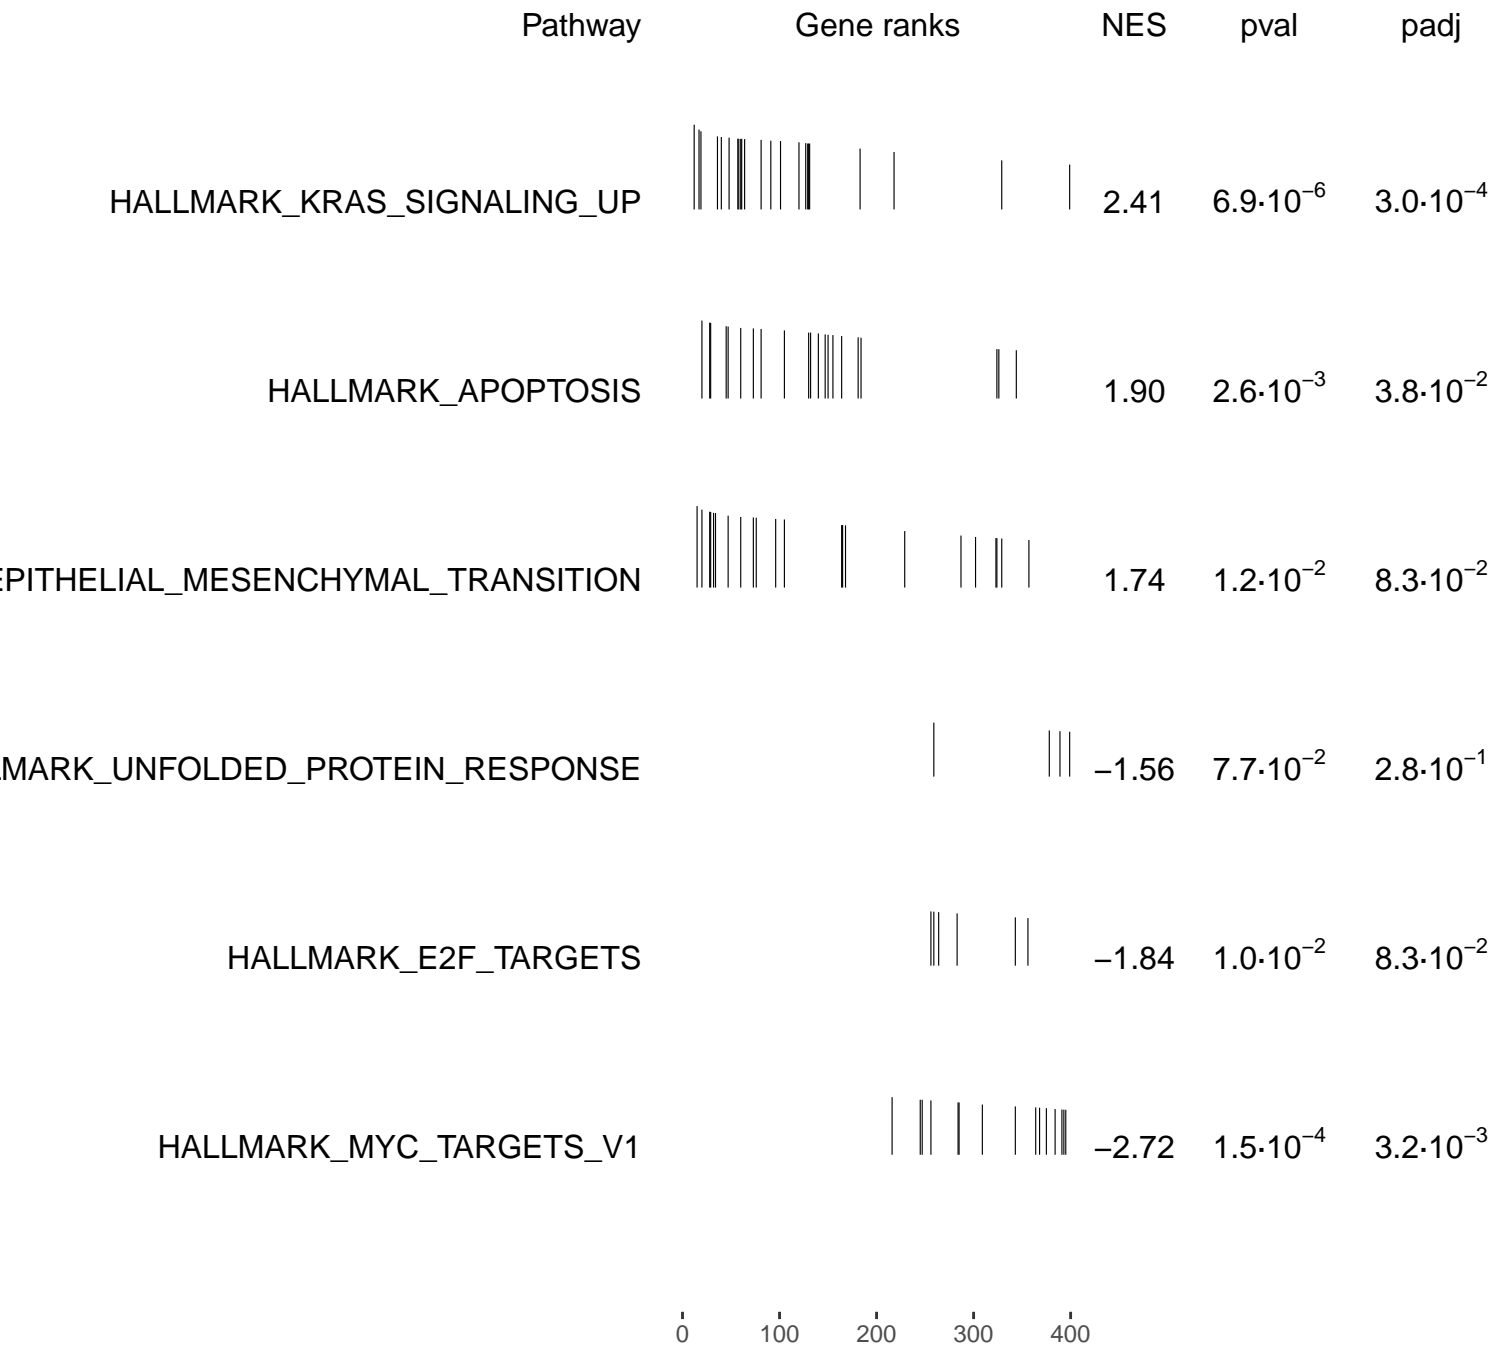 Pathway Gene ranks NES pval padj
HALLMARK_KRAS_SIGNALING_UP 2.41 6.9·10⁻⁶ 3.0·10⁻⁴
HALLMARK_APOPTOSIS 1.90 2.6·10⁻³ 3.8·10⁻²
EPITHELIAL_MESENCHYMAL_TRANSITION 1.74 1.2·10⁻² 8.3·10⁻²
MARK_UNFOLDED_PROTEIN_RESPONSE −1.56 7.7·10⁻² 2.8·10⁻¹
HALLMARK_E2F_TARGETS −1.84 1.0·10⁻² 8.3·10⁻²
HALLMARK_MYC_TARGETS_V1 −2.72 1.5·10⁻⁴ 3.2·10⁻³
0 100 200 300 400